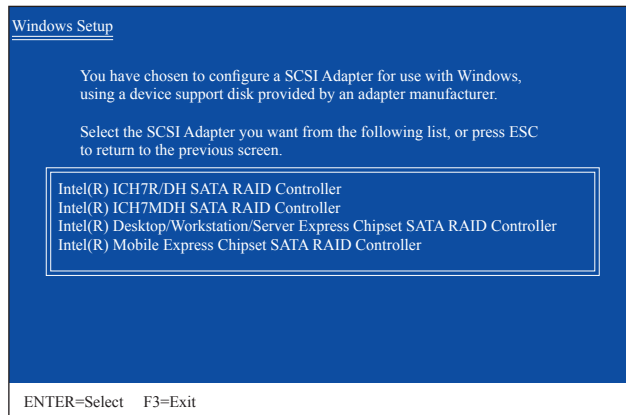 Windows Setup
You have chosen to configure a SCSI Adapter for use with Windows,
using a device support disk provided by an adapter manufacturer.
Select the SCSI Adapter you want from the following list, or press ESC
to return to the previous screen.
Intel(R) ICH7R/DH SATA RAID Controller
Intel(R) ICH7MDH SATA RAID Controller
Intel(R) Desktop/Workstation/Server Express Chipset SATA RAID Controller
Intel(R) Mobile Express Chipset SATA RAID Controller
ENTER=Select F3=Exit